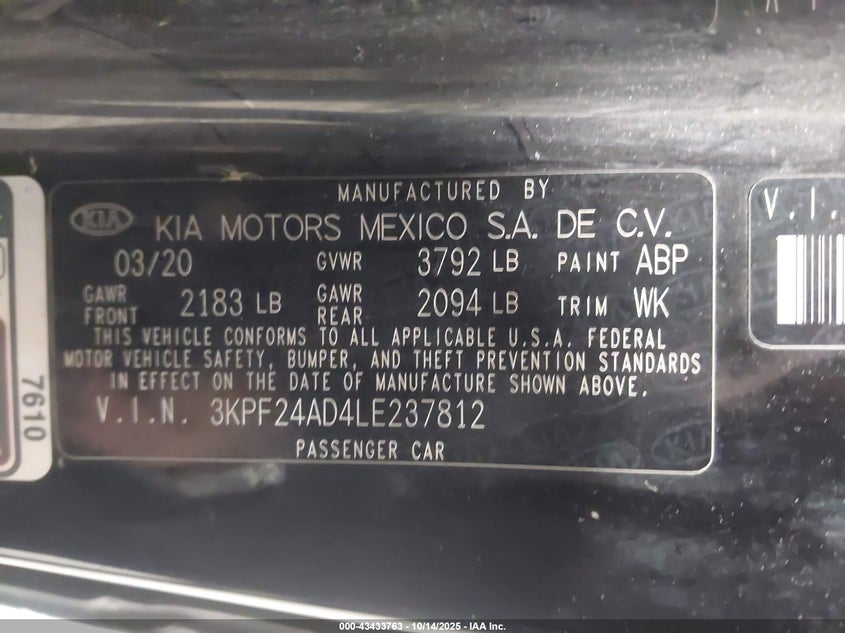 MANUFACTURED BY
KIA KIA MOTORS MEXICO S.A. DE C.V.
03/20 GVWR 3792 LB PAINT ABP
GAWR FRONT 2183 LB GAWR REAR 2094 LB TRIM WK
THIS VEHICLE CONFORMS TO ALL APPLICABLE U.S.A. FEDERAL
MOTOR VEHICLE SAFETY, BUMPER, AND THEFT PREVENTION STANDARDS
IN EFFECT ON THE DATE OF MANUFACTURE SHOWN ABOVE.
V.I.N. 3KPF24AD4LE237812
PASSENGER CAR
7610
V.I.
000-43433763 - 10/14/2025 - IAA Inc.